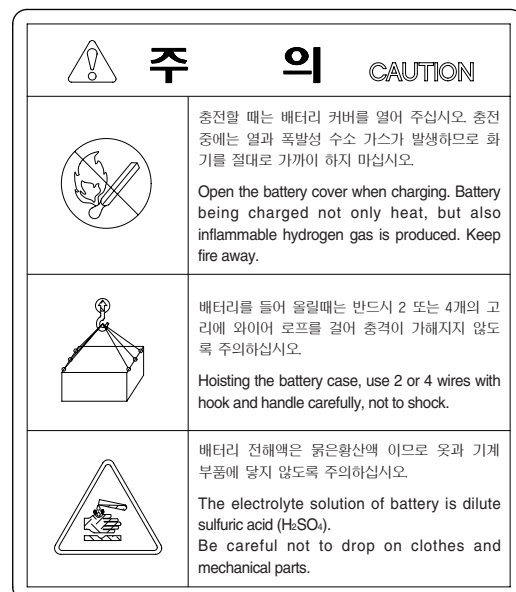 주 의 CAUTION
충전할 때는 배터리 커버를 열어 주십시오. 충전
중에는 열과 폭발성 수소 가스가 발생하므로 화
기를 절대로 가까이 하지 마십시오.
Open the battery cover when charging. Battery
being charged not only heat, but also
inflammable hydrogen gas is produced. Keep
fire away.
배터리를 들어 올릴때는 반드시 2 또는 4개의 고
리에 와이어 로프를 걸어 충격이 가해지지 않도
록 주의하십시오.
Hoisting the battery case, use 2 or 4 wires with
hook and handle carefully, not to shock.
배터리 전해액은 묽은황산액 이므로 옷과 기계
부품에 닿지 않도록 주의하십시오.
The electrolyte solution of battery is dilute
sulfuric acid (H₂SO₄).
Be careful not to drop on clothes and
mechanical parts.